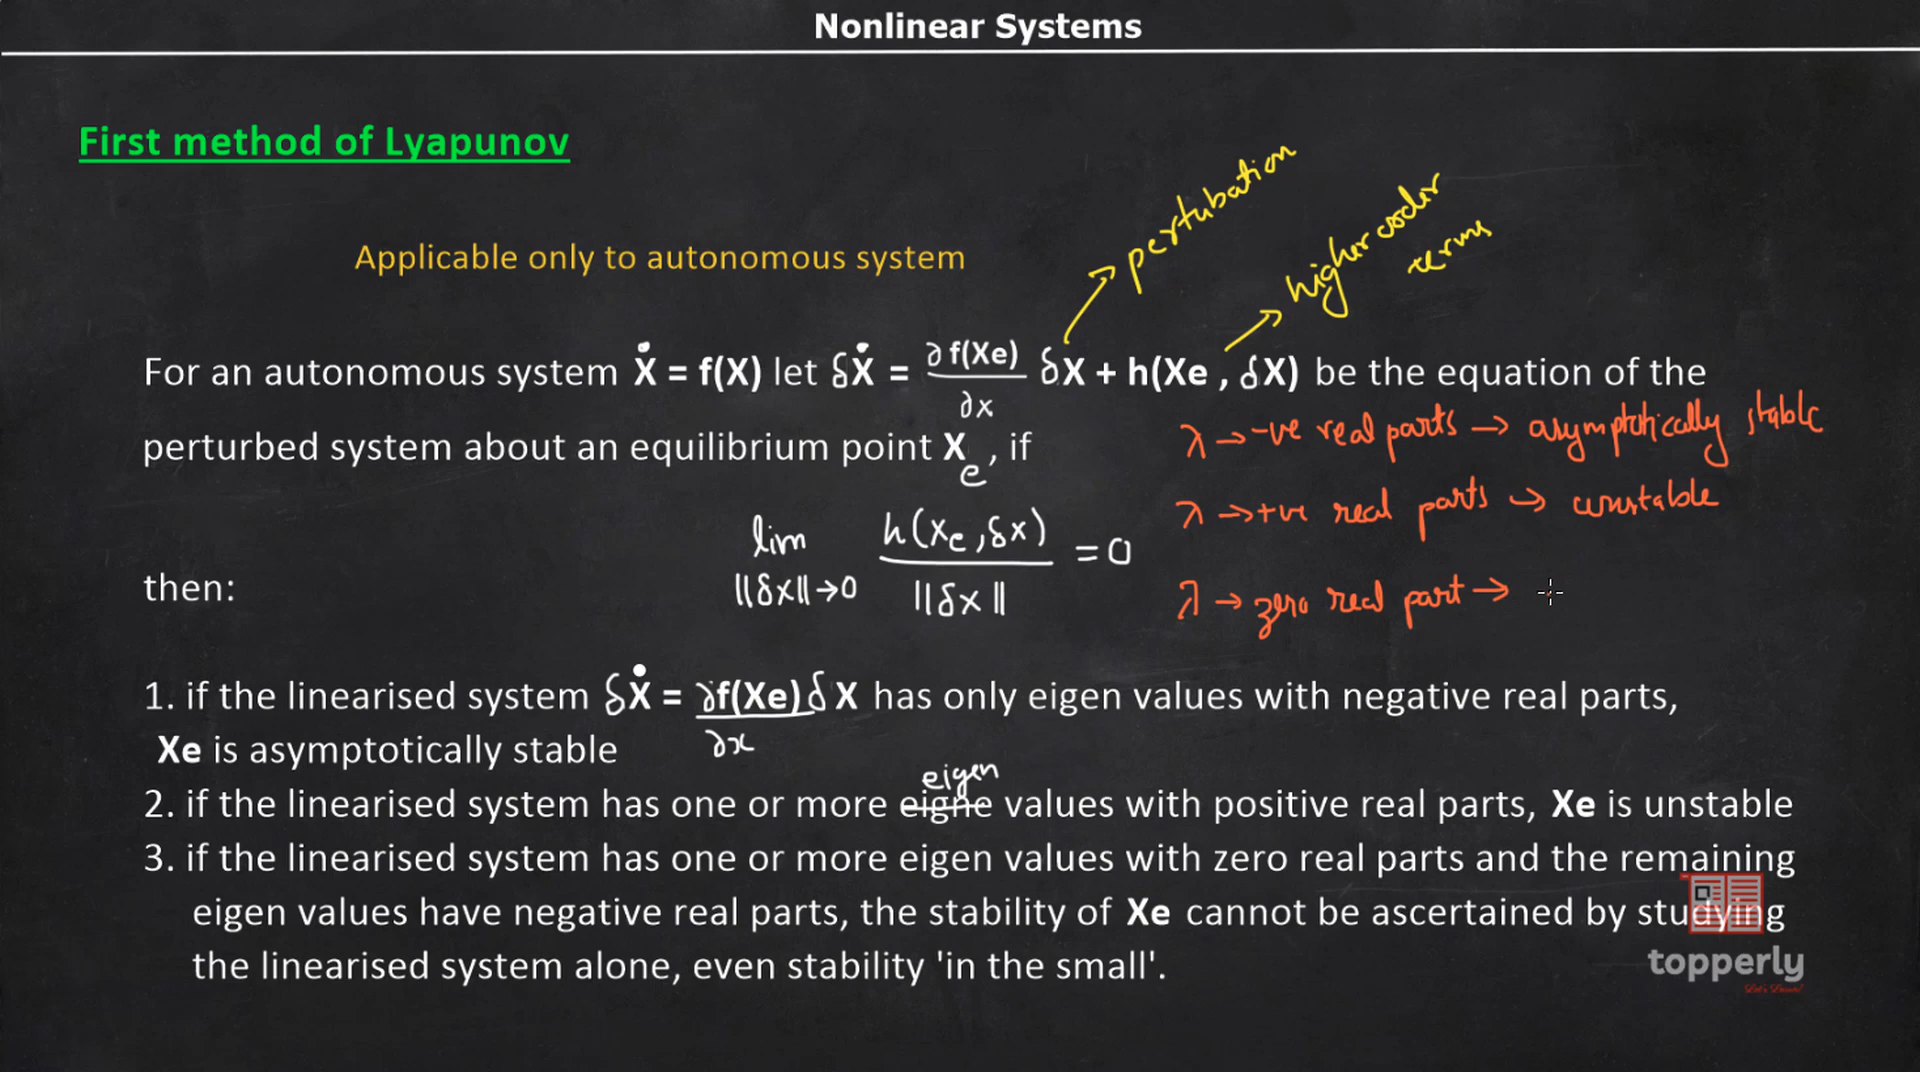 Nonlinear Systems
First method of Lyapunov
Applicable only to autonomous system
pertubation
higher order
terms
For an autonomous system Ẋ = f(X) let δẊ = ∂f(Xe)/∂x δX + h(Xe , δX) be the equation of the
perturbed system about an equilibrium point Xe, if
λ → -ve real parts → asymptotically stable
λ → +ve real parts → unstable
lim ||δx||→0 h(xe, δx)/||δx|| = 0
then:
λ → zero real part →
1. if the linearised system δẊ = ∂f(Xe)/∂x δX has only eigen values with negative real parts,
Xe is asymptotically stable
eigen
2. if the linearised system has one or more eigne values with positive real parts, Xe is unstable
3. if the linearised system has one or more eigen values with zero real parts and the remaining
eigen values have negative real parts, the stability of Xe cannot be ascertained by studying
the linearised system alone, even stability 'in the small'.
topperly